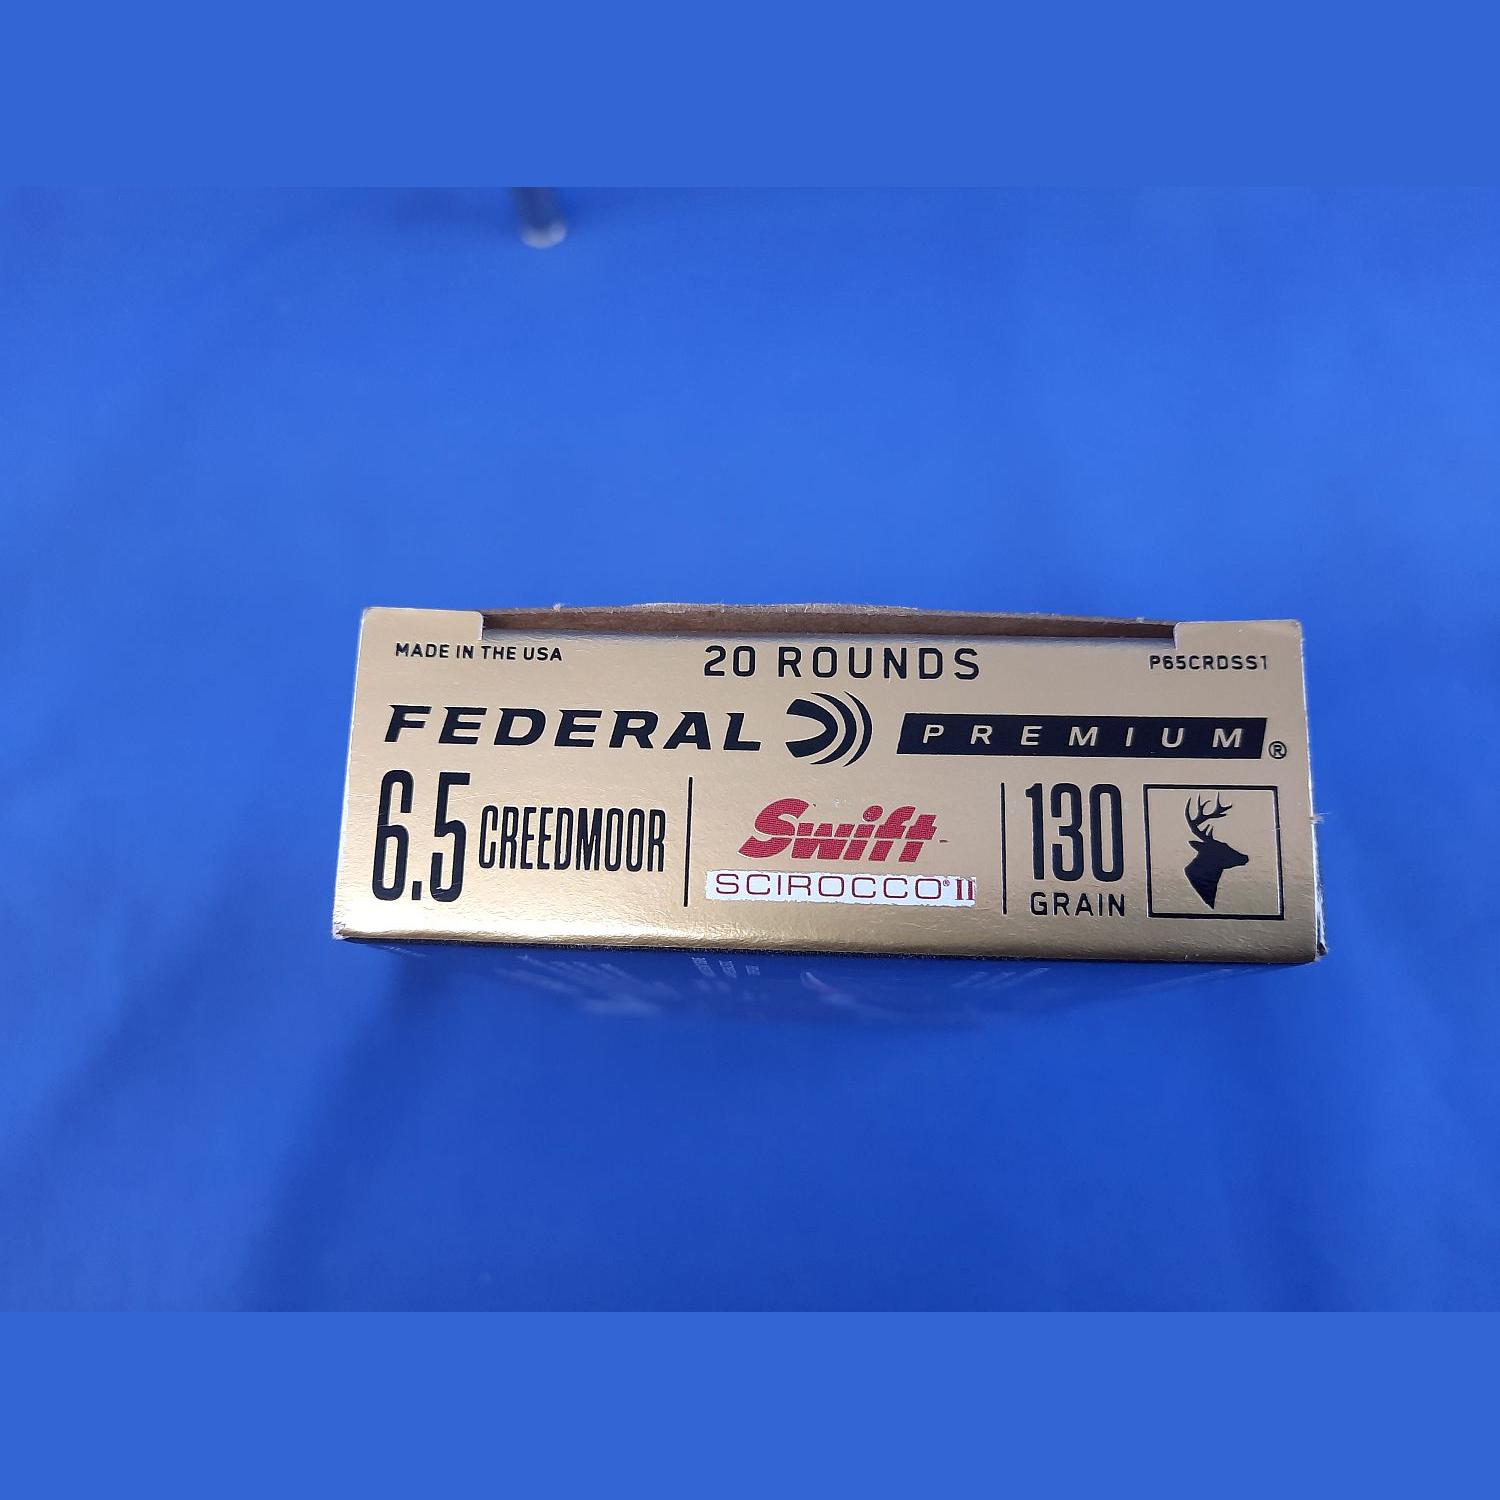 MADE IN THE USA
20 ROUNDS
P65CRDSS1
FEDERAL PREMIUM®
6.5 CREEDMOOR
Swift
SCIROCCO® II
130
GRAIN